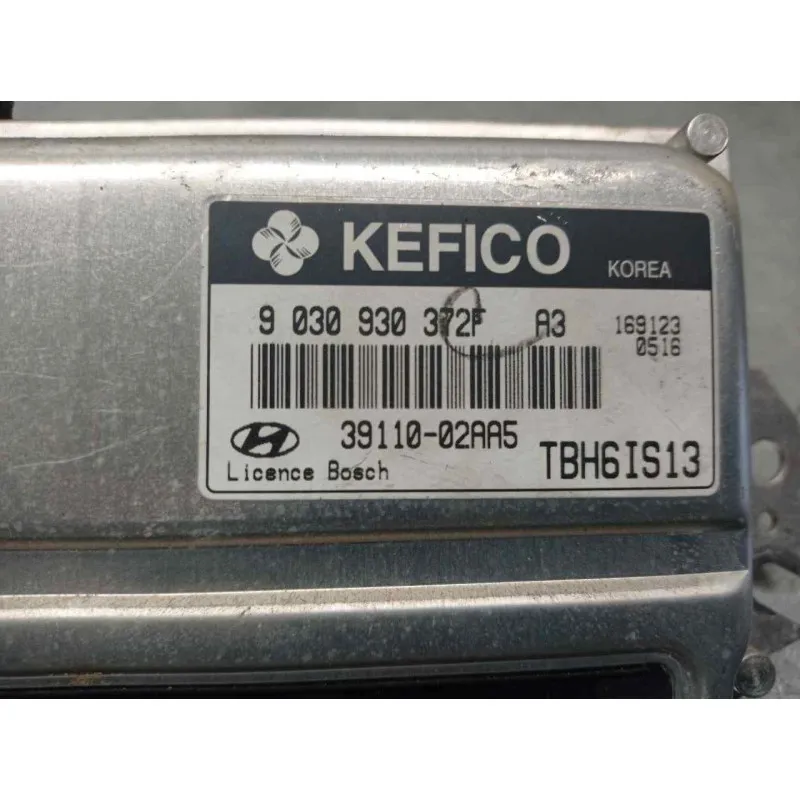 KEFICO KOREA
9 030 930 372F A3 169123
0516
39110-02AA5
Licence Bosch TBH6IS13